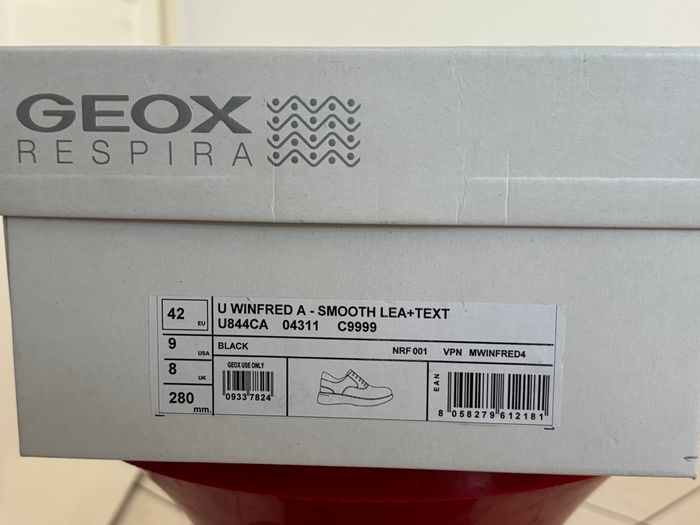 GEOX
RESPIRA
42 EU
U WINFRED A - SMOOTH LEA+TEXT
U844CA 04311 C9999
9 USA
BLACK NRF 001 VPN MWINFRED4
8 UK
GEOX USE ONLY
0933 7824
EAN
8 058279 612181
280 mm.